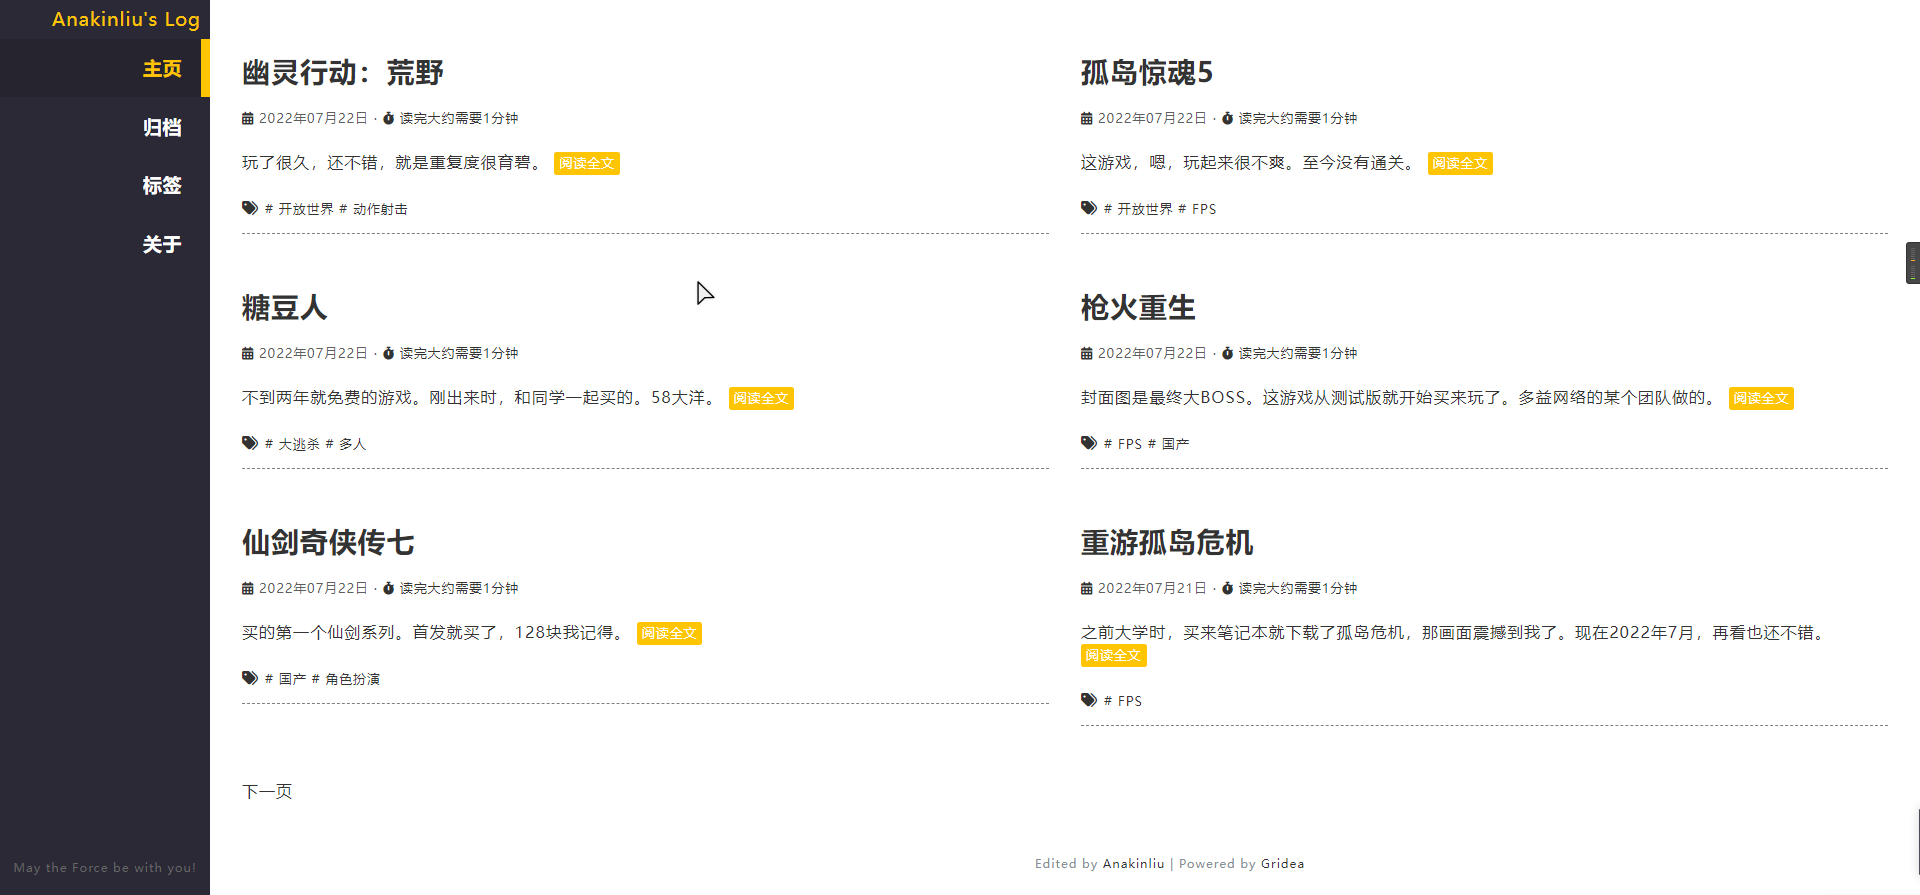 Anakinliu's Log
主页
归档
标签
关于
May the Force be with you!
幽灵行动：荒野
2022年07月22日 · 读完大约需要1分钟
玩了很久，还不错，就是重复度很育碧。 阅读全文
# 开放世界 # 动作射击
孤岛惊魂5
2022年07月22日 · 读完大约需要1分钟
这游戏，嗯，玩起来很不爽。至今没有通关。 阅读全文
# 开放世界 # FPS
糖豆人
2022年07月22日 · 读完大约需要1分钟
不到两年就免费的游戏。刚出来时，和同学一起买的。58大洋。 阅读全文
# 大逃杀 # 多人
枪火重生
2022年07月22日 · 读完大约需要1分钟
封面图是最终大BOSS。这游戏从测试版就开始买来玩了。多益网络的某个团队做的。 阅读全文
# FPS # 国产
仙剑奇侠传七
2022年07月22日 · 读完大约需要1分钟
买的第一个仙剑系列。首发就买了，128块我记得。 阅读全文
# 国产 # 角色扮演
重游孤岛危机
2022年07月21日 · 读完大约需要1分钟
之前大学时，买来笔记本就下载了孤岛危机，那画面震撼到我了。现在2022年7月，再看也还不错。
阅读全文
# FPS
下一页
Edited by Anakinliu | Powered by Gridea